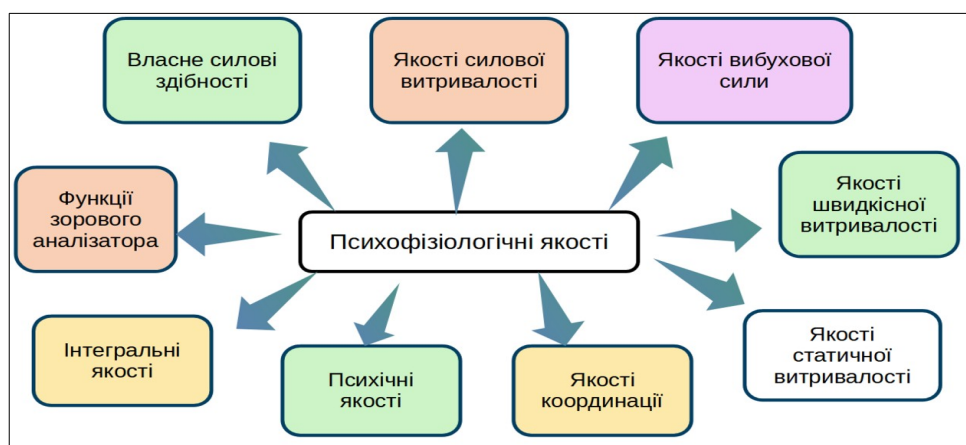 Власне силові
здібності
Якості силової
витривалості
Якості вибухової
сили
Функції
зорового
аналізатора
Психофізіологічні якості
Якості
швидкісної
витривалості
Інтегральні
якості
Психічні
якості
Якості
координації
Якості
статичної
витривалості